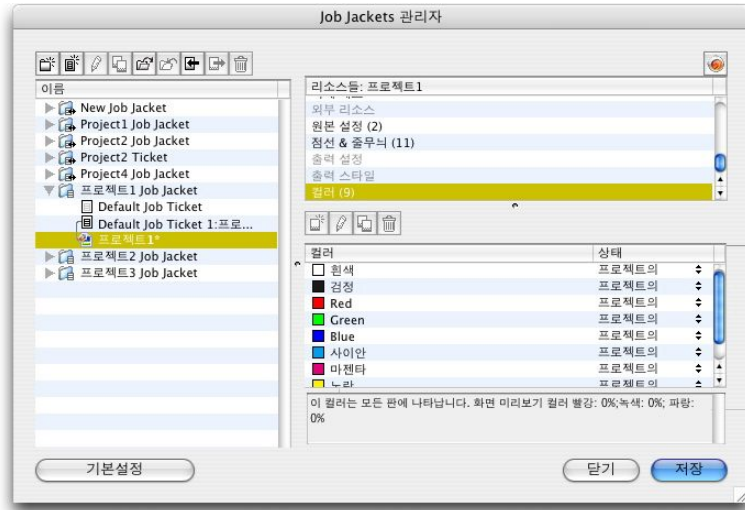 Job Jackets 관리자
이름
New Job Jacket
Project1 Job Jacket
Project2 Job Jacket
Project2 Ticket
Project4 Job Jacket
프로젝트1 Job Jacket
Default Job Ticket
Default Job Ticket 1:프로...
프로젝트1*
프로젝트2 Job Jacket
프로젝트3 Job Jacket
리소스들: 프로젝트1
외부 리소스
원본 설정 (2)
점선 & 줄무늬 (11)
출력 설정
출력 스타일
컬러 (9)
컬러 상태
흰색 프로젝트의
검정 프로젝트의
Red 프로젝트의
Green 프로젝트의
Blue 프로젝트의
사이안 프로젝트의
마젠타 프로젝트의
노랑 프로젝트의
이 컬러는 모든 판에 나타납니다. 화면 미리보기 컬러 빨강: 0%;녹색: 0%; 파랑:
0%
기본설정
닫기
저장